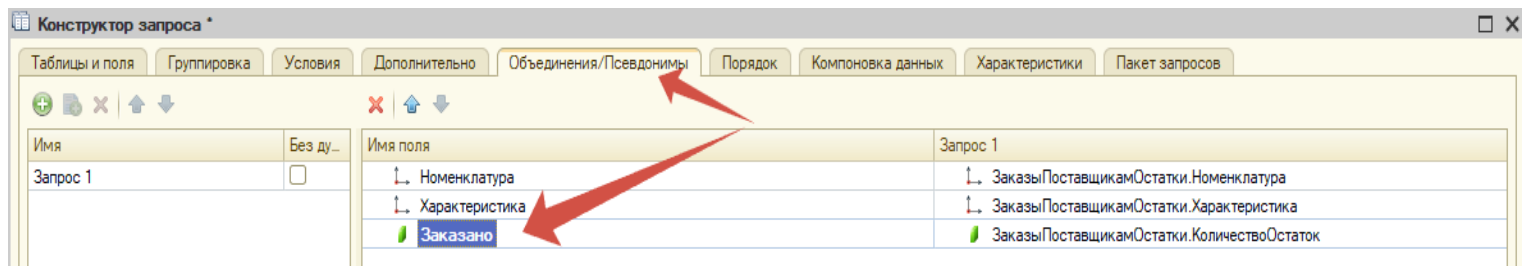 Конструктор запроса *
Таблицы и поля Группировка Условия Дополнительно Объединения/Псевдонимы Порядок Компоновка данных Характеристики Пакет запросов
Имя Без ду... Имя поля Запрос 1
Запрос 1 Номенклатура ЗаказыПоставщикамОстатки.Номенклатура
Характеристика ЗаказыПоставщикамОстатки.Характеристика
Заказано ЗаказыПоставщикамОстатки.КоличествоОстаток